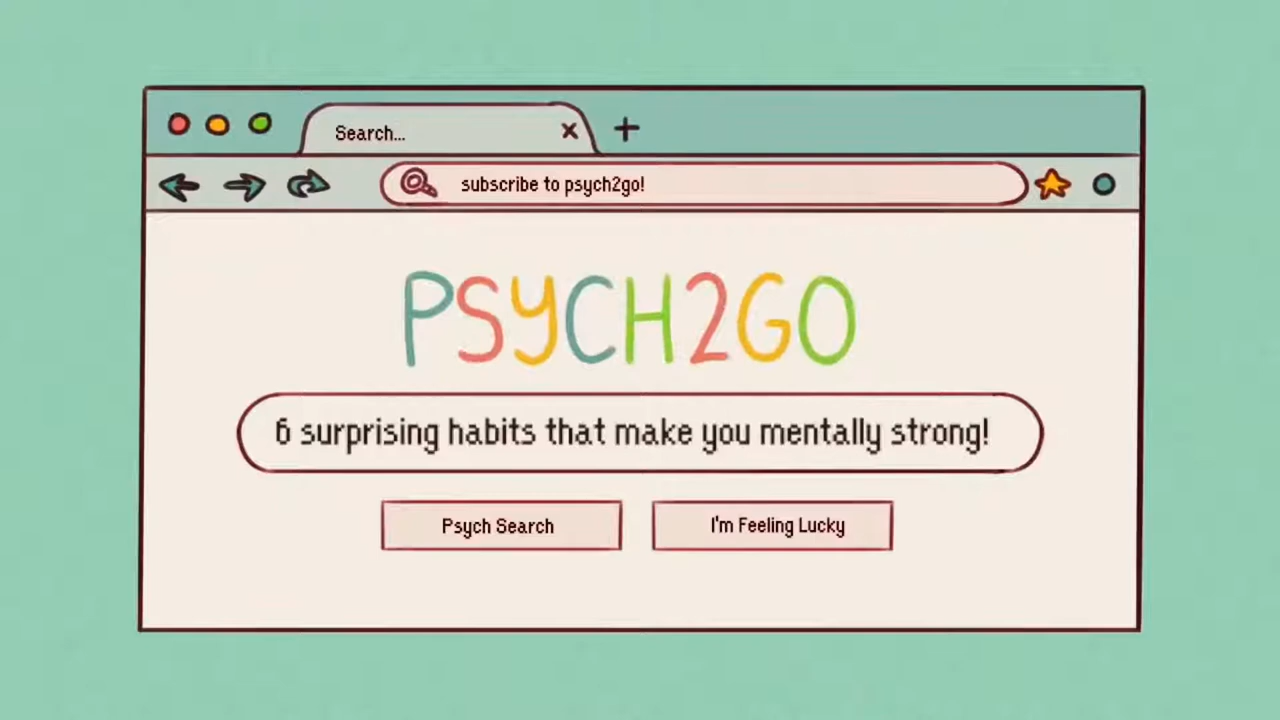 Search...
subscribe to psych2go!
PSYCH2GO
6 surprising habits that make you mentally strong!
Psych Search
I'm Feeling Lucky